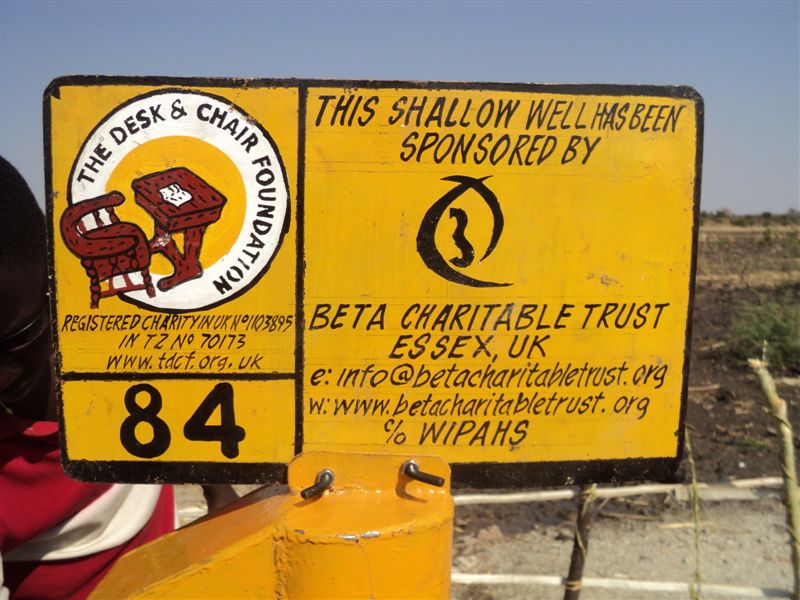 THE DESK & CHAIR FOUNDATION
REGISTERED CHARITY IN UK Nº1103895
IN TZ Nº 70173
www.tdcf.org.uk
84
THIS SHALLOW WELL HAS BEEN
SPONSORED BY
BETA CHARITABLE TRUST
ESSEX, UK
e: info@betacharitabletrust.org
w: www.betacharitabletrust.org
c/o WIPAHS